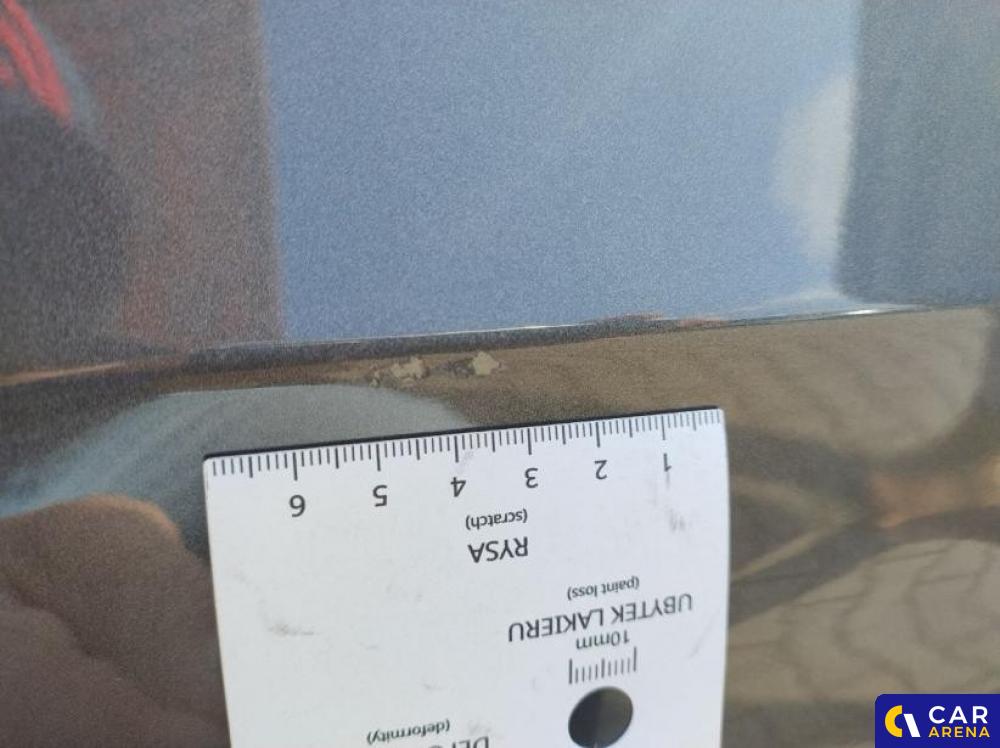 1 2 3 4 5 6
RYSA
(scratch)
UBYTEK LAKIERU
(paint loss)
10mm
(deformity)
CAR
ARENA